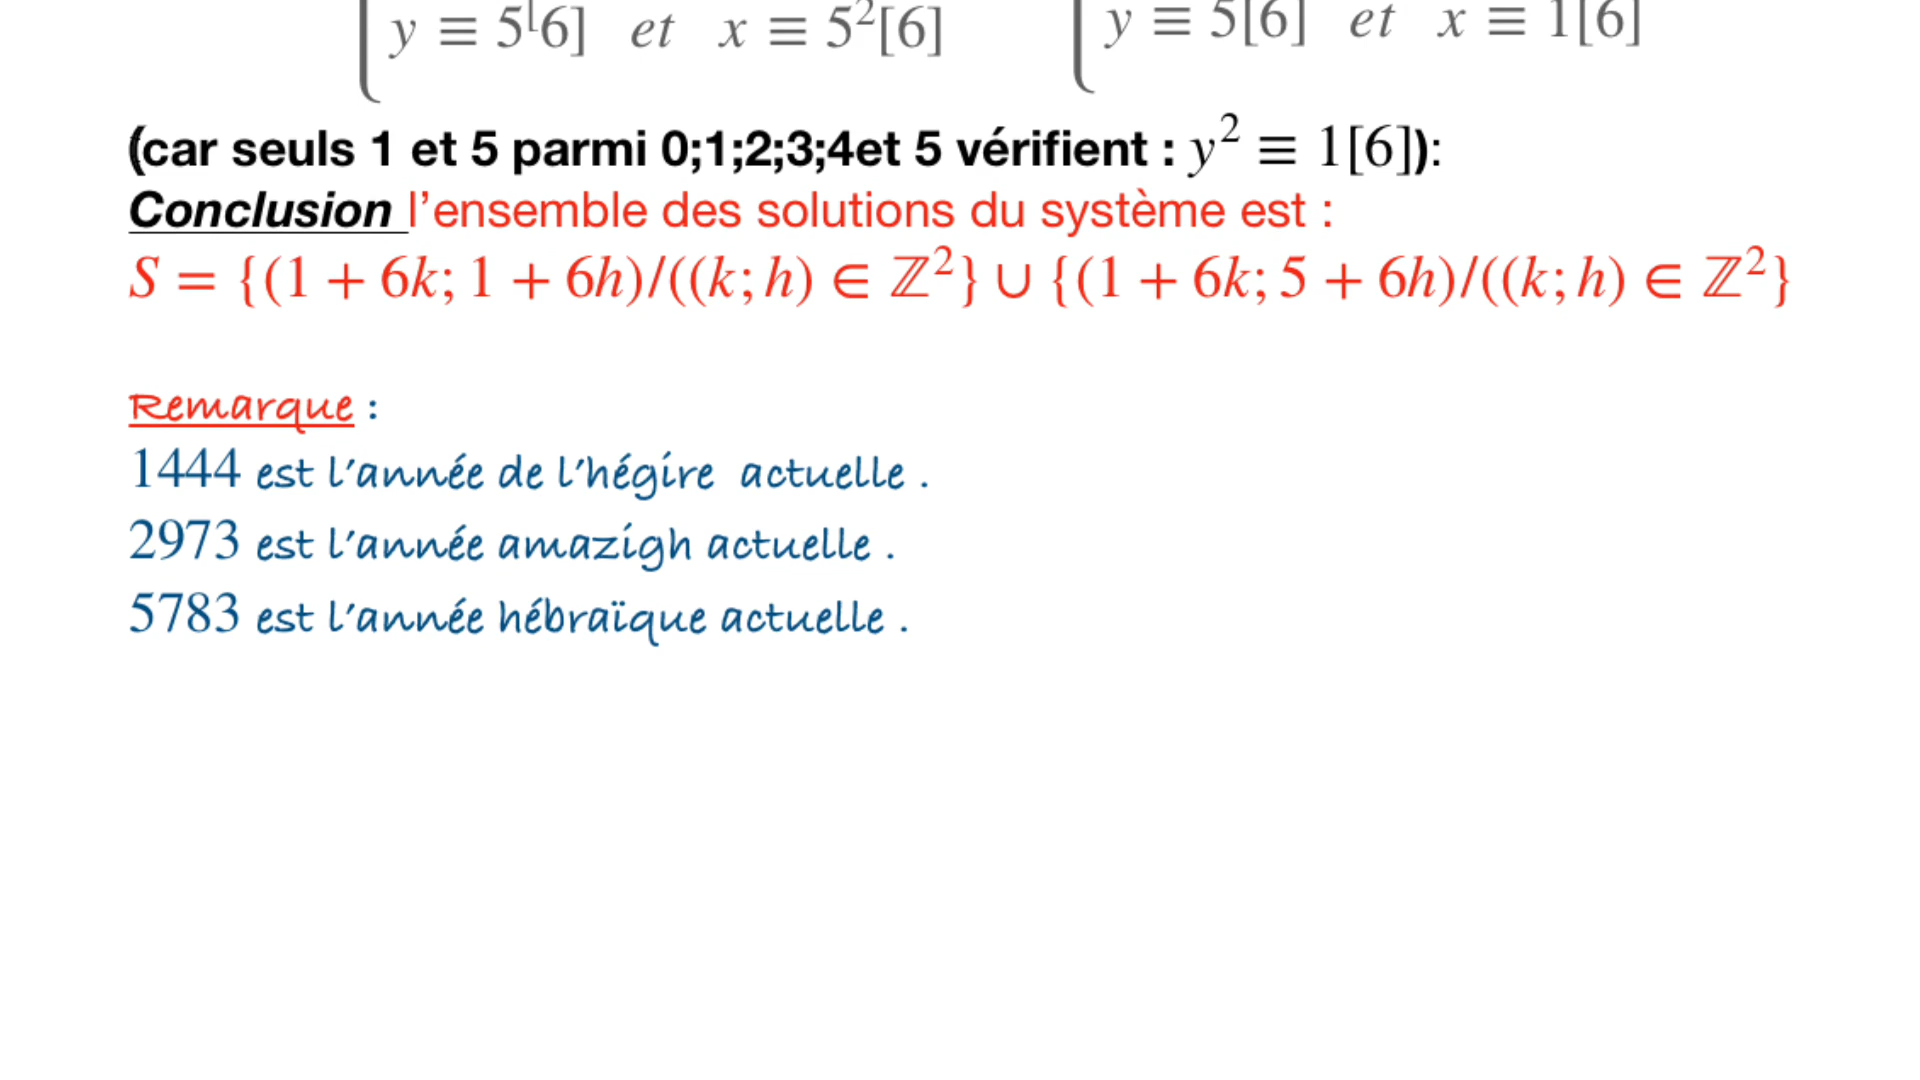 y ≡ 5[6] et x ≡ 5²[6] y ≡ 5[6] et x ≡ 1[6]
(car seuls 1 et 5 parmi 0;1;2;3;4et 5 vérifient : y² ≡ 1[6]):
Conclusion l’ensemble des solutions du système est :
S = {(1 + 6k; 1 + 6h)/((k; h) ∈ ℤ²} ∪ {(1 + 6k; 5 + 6h)/((k; h) ∈ ℤ²}
Remarque :
1444 est l’année de l’hégire actuelle .
2973 est l’année amazigh actuelle .
5783 est l’année hébraïque actuelle .